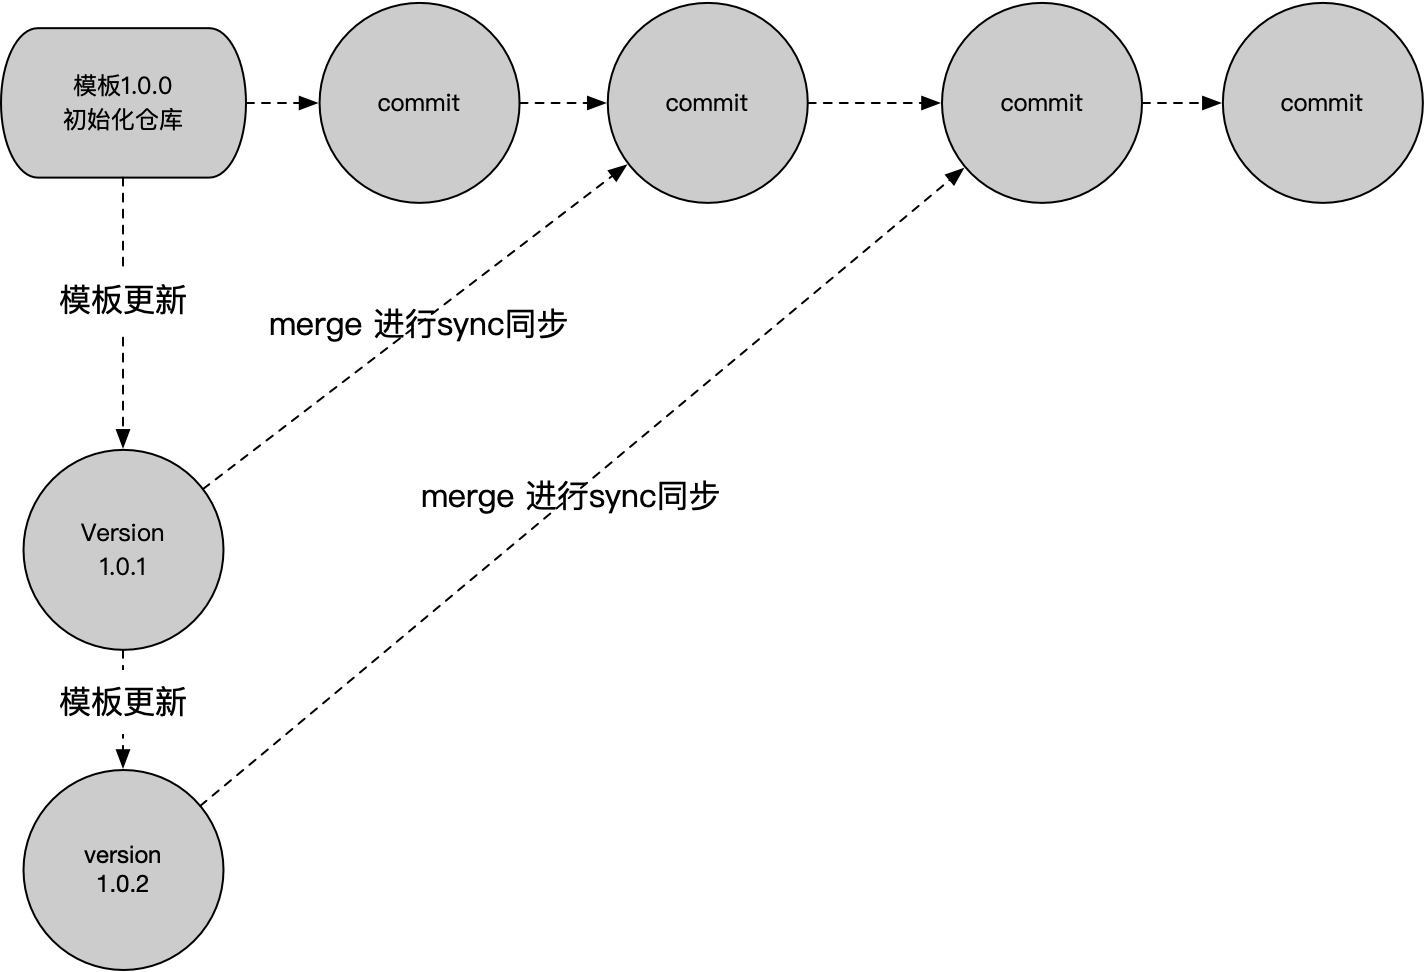 模板1.0.0
初始化仓库
commit
commit
commit
commit
模板更新
merge 进行sync同步
merge 进行sync同步
Version
1.0.1
模板更新
version
1.0.2